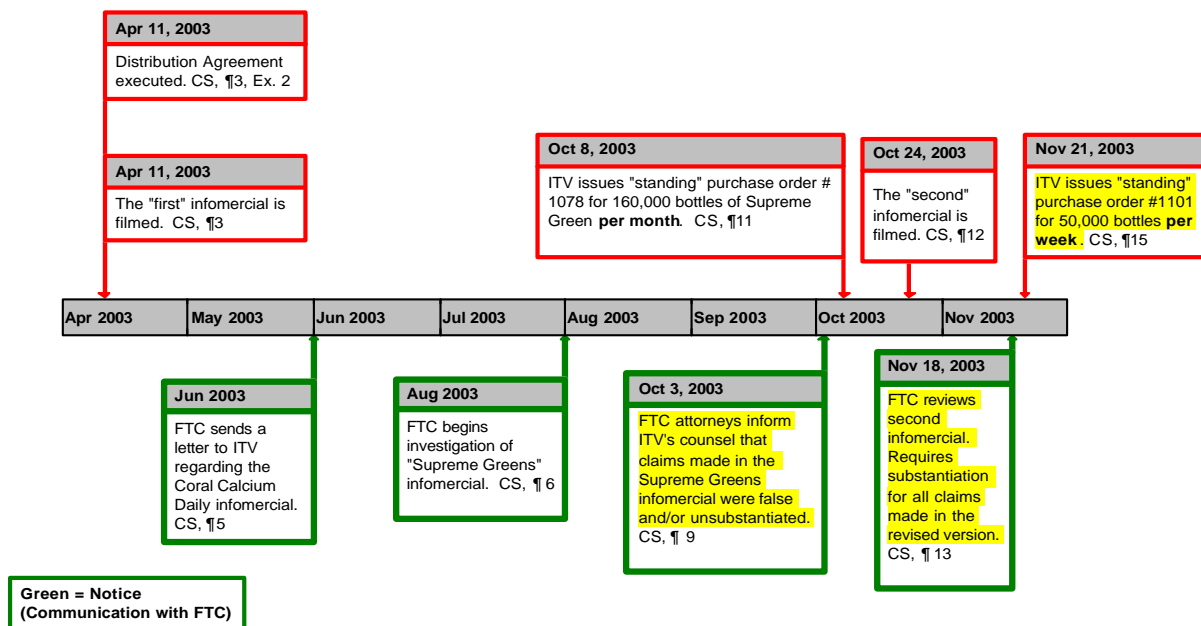 Apr 11, 2003
Distribution Agreement
executed. CS, ¶3, Ex. 2
Apr 11, 2003
The "first" infomercial is
filmed. CS, ¶3
Oct 8, 2003
ITV issues "standing" purchase order #
1078 for 160,000 bottles of Supreme
Green per month. CS, ¶11
Oct 24, 2003
The "second"
infomercial is
filmed. CS, ¶12
Nov 21, 2003
ITV issues "standing"
purchase order #1101
for 50,000 bottles per
week. CS, ¶15
Apr 2003 May 2003 Jun 2003 Jul 2003 Aug 2003 Sep 2003 Oct 2003 Nov 2003
Jun 2003
FTC sends a
letter to ITV
regarding the
Coral Calcium
Daily infomercial.
CS, ¶5
Aug 2003
FTC begins
investigation of
"Supreme Greens"
infomercial. CS, ¶ 6
Oct 3, 2003
FTC attorneys inform
ITV's counsel that
claims made in the
Supreme Greens
infomercial were false
and/or unsubstantiated.
CS, ¶ 9
Nov 18, 2003
FTC reviews
second
infomercial.
Requires
substantiation
for all claims
made in the
revised version.
CS, ¶ 13
Green = Notice
(Communication with FTC)